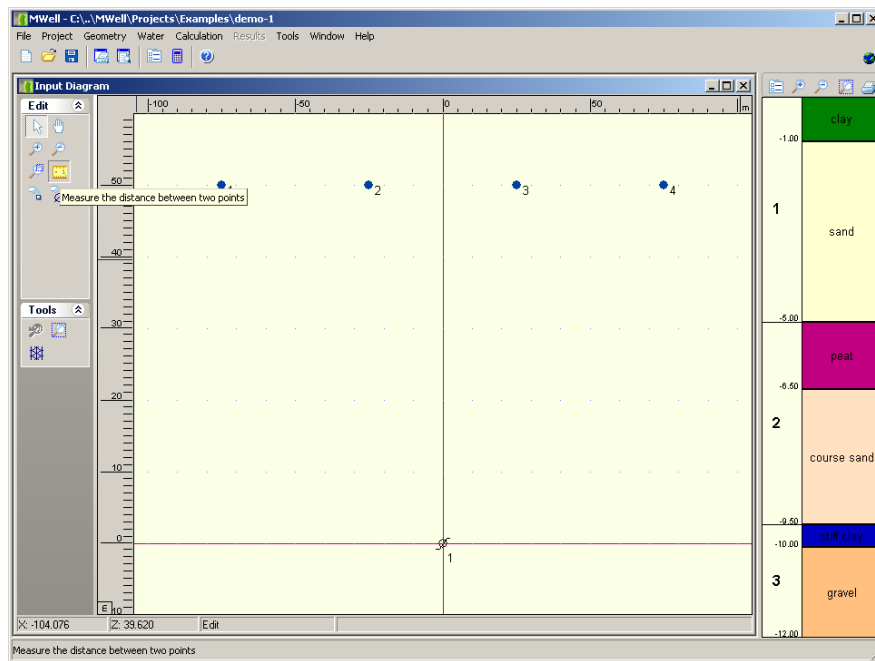 MWell - C:\..\MWell\Projects\Examples\demo-1
File Project Geometry Water Calculation Results Tools Window Help
Input Diagram
Edit
-100 -50 0 50 m
clay
-1.00
50
Measure the distance between two points
1 2 3 4
1
sand
40
Tools
30
-5.00
peat
20
-6.50
2
10
course sand
-9.50
0
stiff clay
-10.00
1
3
gravel
m 10
-12.00
X: -104.076 Z: 39.620 Edit
Measure the distance between two points